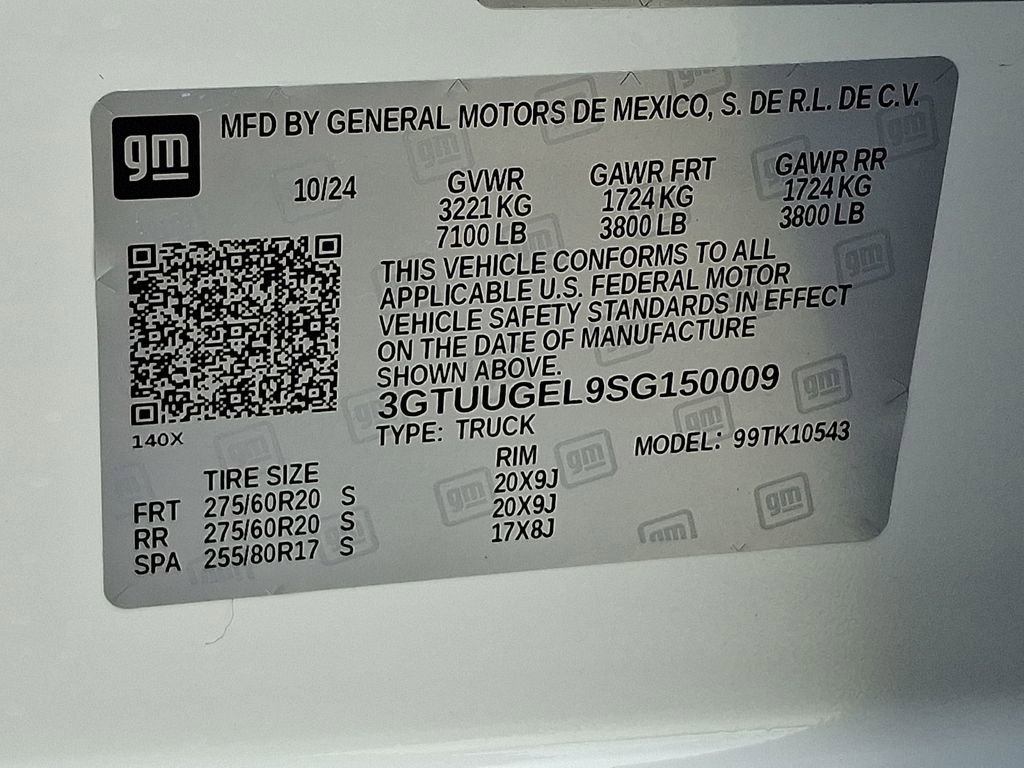 gm
MFD BY GENERAL MOTORS DE MEXICO, S. DE R.L. DE C.V.
10/24 GVWR GAWR FRT GAWR RR
3221 KG 1724 KG 1724 KG
7100 LB 3800 LB 3800 LB
THIS VEHICLE CONFORMS TO ALL
APPLICABLE U.S. FEDERAL MOTOR
VEHICLE SAFETY STANDARDS IN EFFECT
ON THE DATE OF MANUFACTURE
SHOWN ABOVE.
3GTUUGEL9SG150009
140X
TYPE: TRUCK MODEL: 99TK10543
TIRE SIZE RIM
FRT 275/60R20 S 20X9J
RR 275/60R20 S 20X9J
SPA 255/80R17 S 17X8J